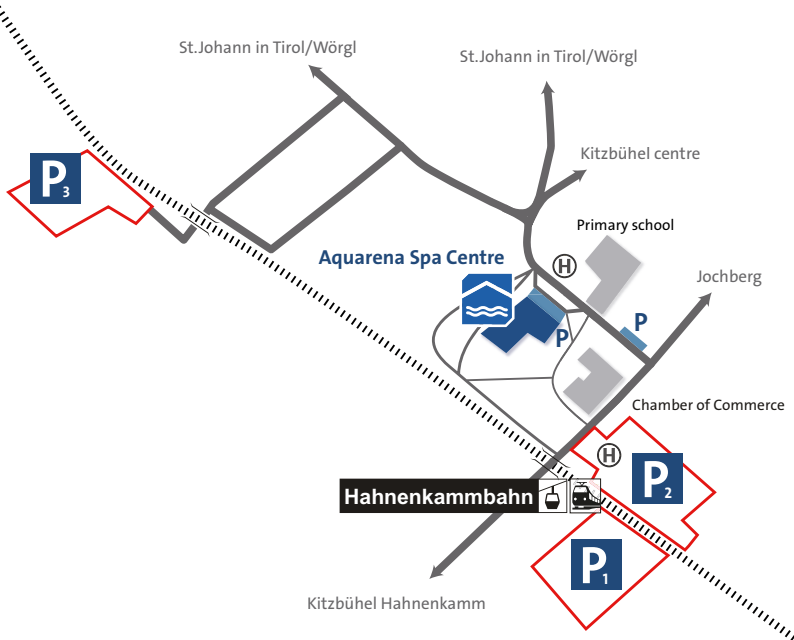 St.Johann in Tirol/Wörgl
St.Johann in Tirol/Wörgl
Kitzbühel centre
P3
Primary school
Aquarena Spa Centre
H
Jochberg
P
P
Chamber of Commerce
H
P2
Hahnenkammbahn
P1
Kitzbühel Hahnenkamm